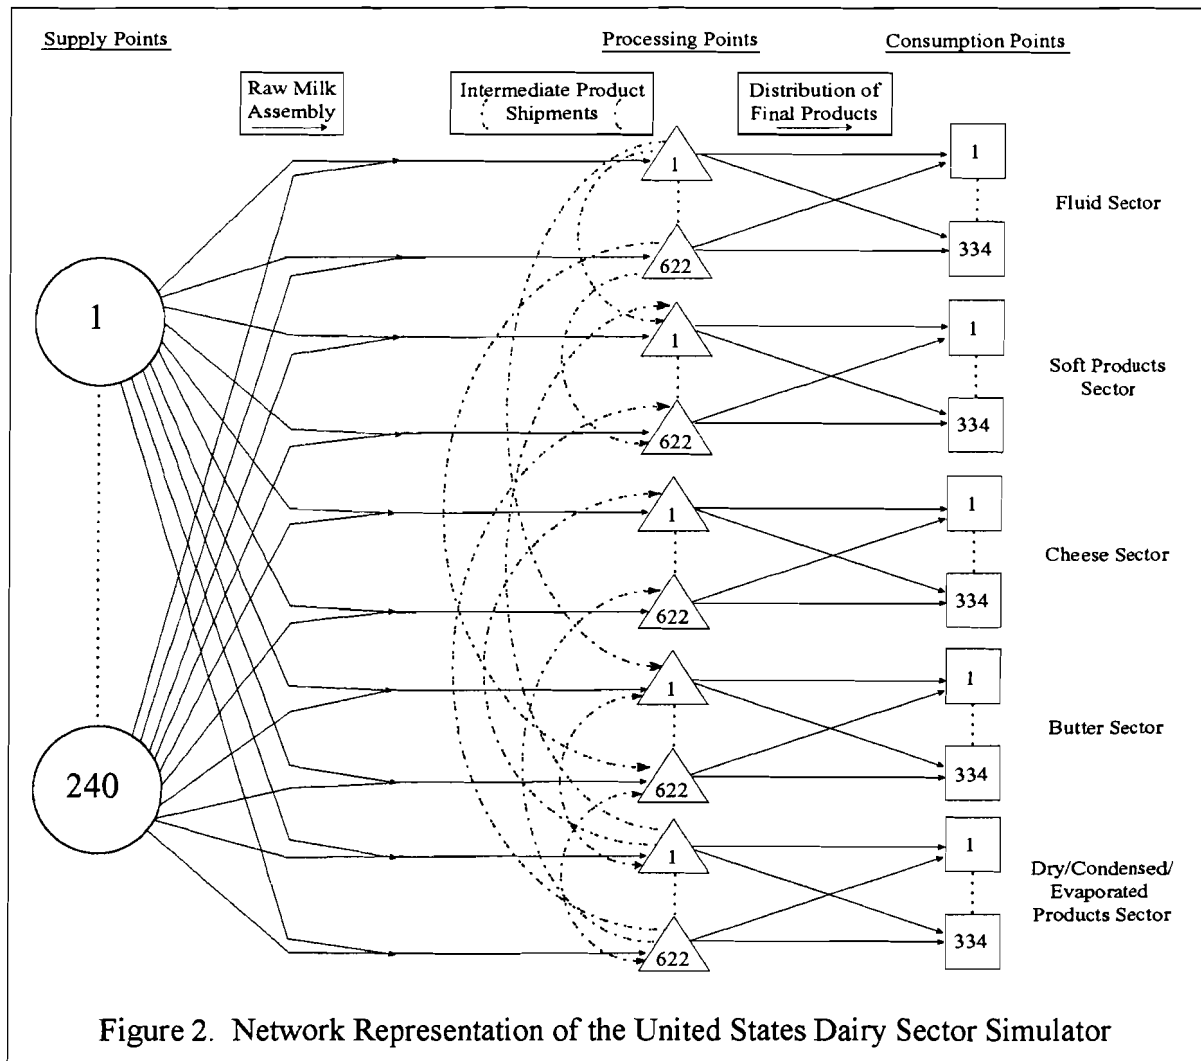 Supply Points
Processing Points
Consumption Points
Raw Milk
Assembly
Intermediate Product
Shipments
Distribution of
Final Products
1
240
1
1
622
334
Fluid Sector
1
1
622
334
Soft Products
Sector
1
1
622
334
Cheese Sector
1
1
622
334
Butter Sector
1
1
622
334
Dry/Condensed/
Evaporated
Products Sector
Figure 2. Network Representation of the United States Dairy Sector Simulator